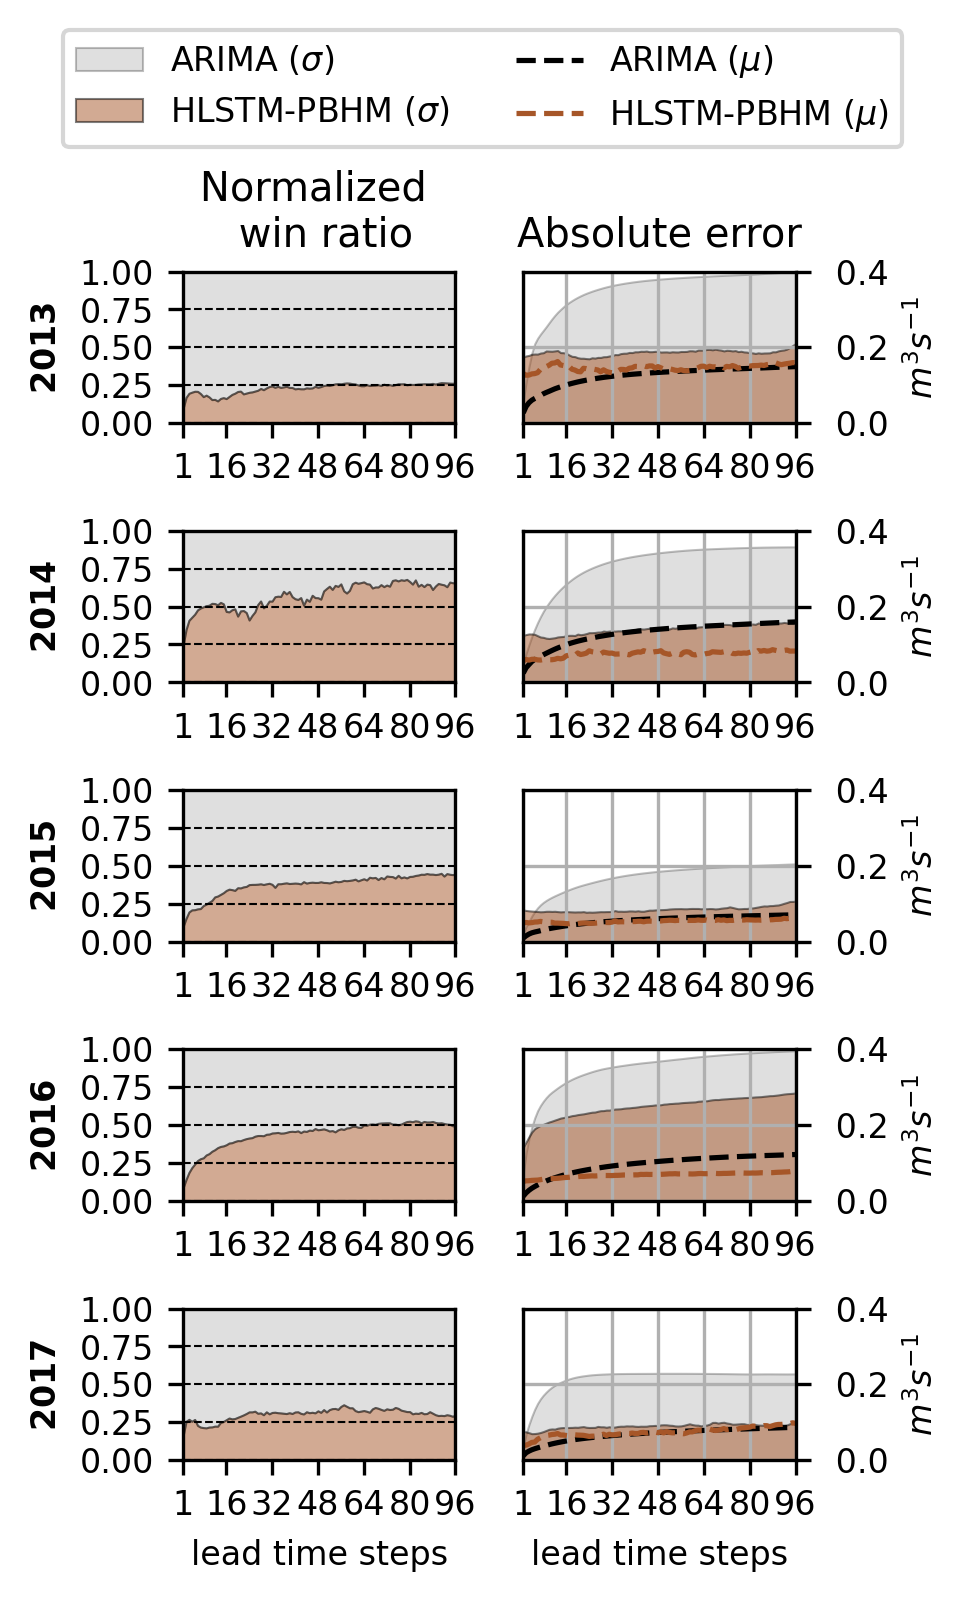 ARIMA (σ) ARIMA (μ)
HLSTM-PBHM (σ) HLSTM-PBHM (μ)
Normalized
win ratio Absolute error
2013
1.00 0.75 0.50 0.25 0.00
1 16 32 48 64 80 96
1 16 32 48 64 80 96
0.4 0.2 0.0
m³s⁻¹
2014
1.00 0.75 0.50 0.25 0.00
1 16 32 48 64 80 96
1 16 32 48 64 80 96
0.4 0.2 0.0
m³s⁻¹
2015
1.00 0.75 0.50 0.25 0.00
1 16 32 48 64 80 96
1 16 32 48 64 80 96
0.4 0.2 0.0
m³s⁻¹
2016
1.00 0.75 0.50 0.25 0.00
1 16 32 48 64 80 96
1 16 32 48 64 80 96
0.4 0.2 0.0
m³s⁻¹
2017
1.00 0.75 0.50 0.25 0.00
1 16 32 48 64 80 96
1 16 32 48 64 80 96
0.4 0.2 0.0
m³s⁻¹
lead time steps lead time steps